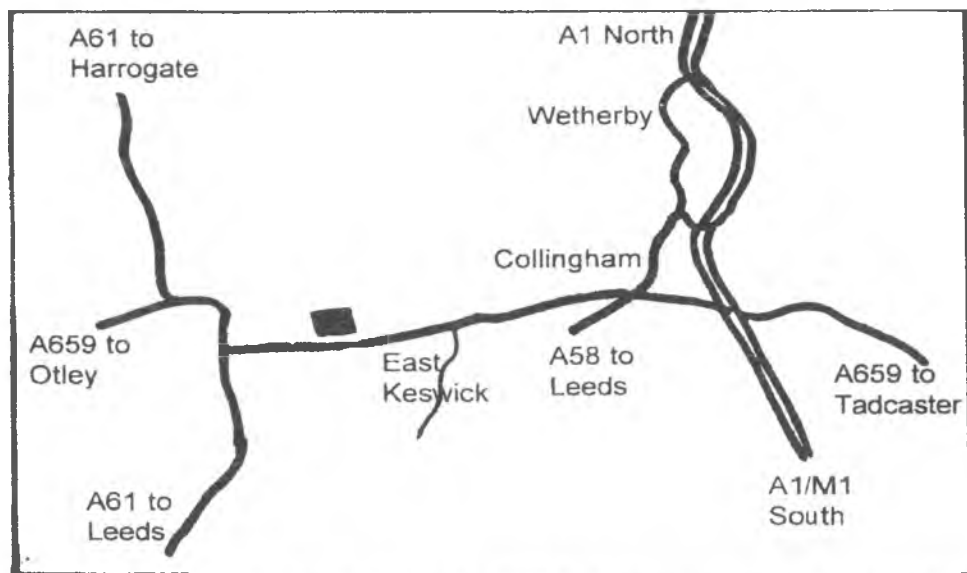 A61 to
Harrogate
A1 North
Wetherby
Collingham
A659 to
Otley
East
Keswick
A58 to
Leeds
A659 to
Tadcaster
A61 to
Leeds
A1/M1
South